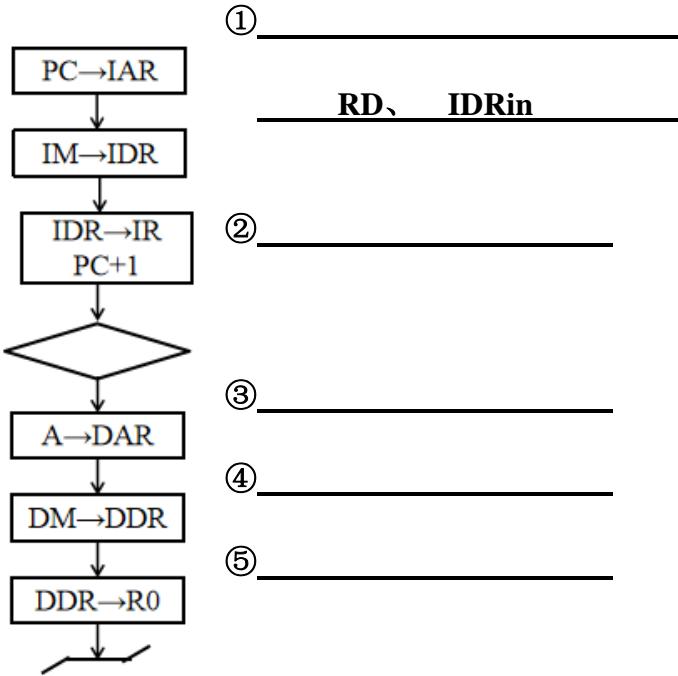 ①
PC→IAR
RD、 IDRin
IM→IDR
IDR→IR
PC+1
②
③
A→DAR
④
DM→DDR
⑤
DDR→R0